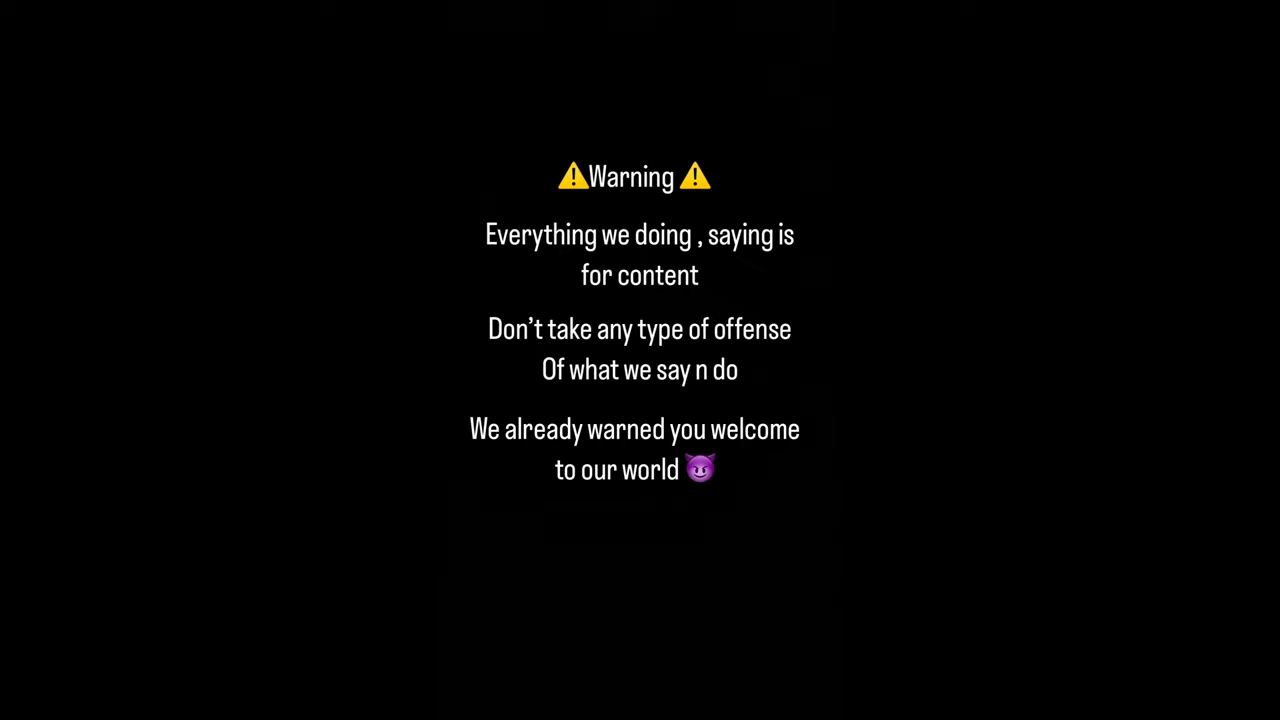 ⚠️Warning ⚠️
Everything we doing , saying is
for content
Don’t take any type of offense
Of what we say n do
We already warned you welcome
to our world 😈